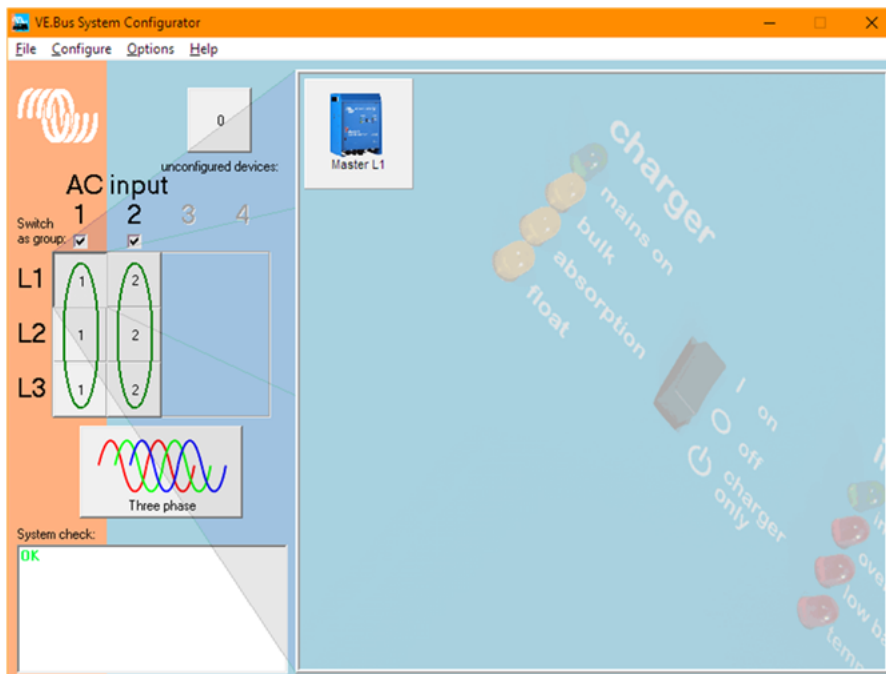 VE.Bus System Configurator
File Configure Options Help
0
unconfigured devices:
AC input
Switch
as group:
1 2 3 4
L1 1 2
L2 1 2
L3 1 2
Three phase
System check:
OK
Master L1
charger
mains on
bulk
absorption
float
on
off
charger
only